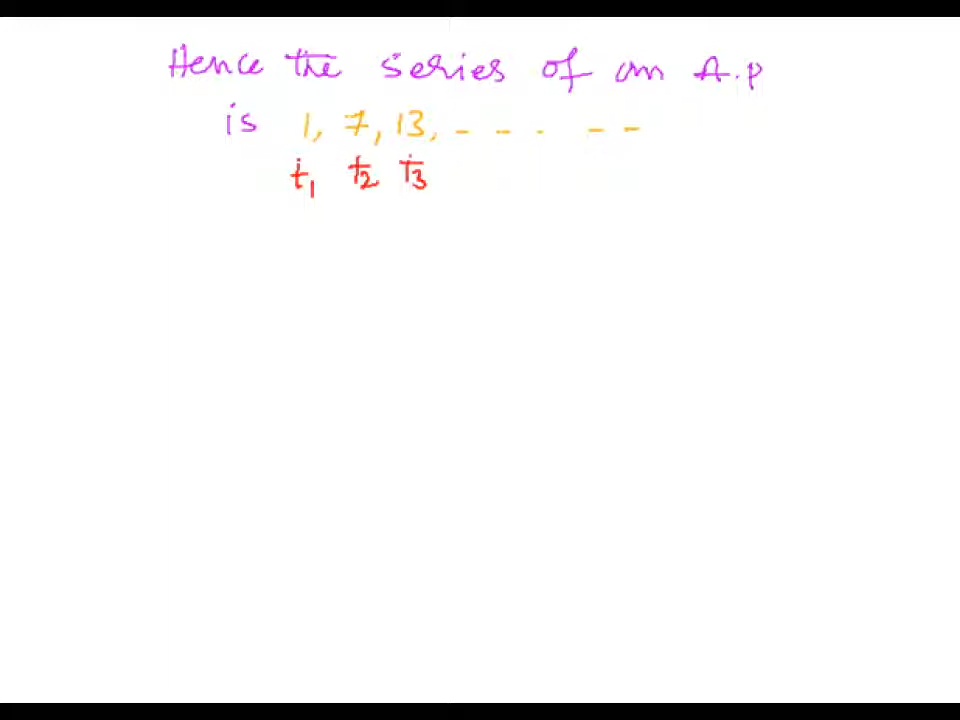 Hence the series of an A.p
is 1, 7, 13, - - . - -
t1 t2 t3